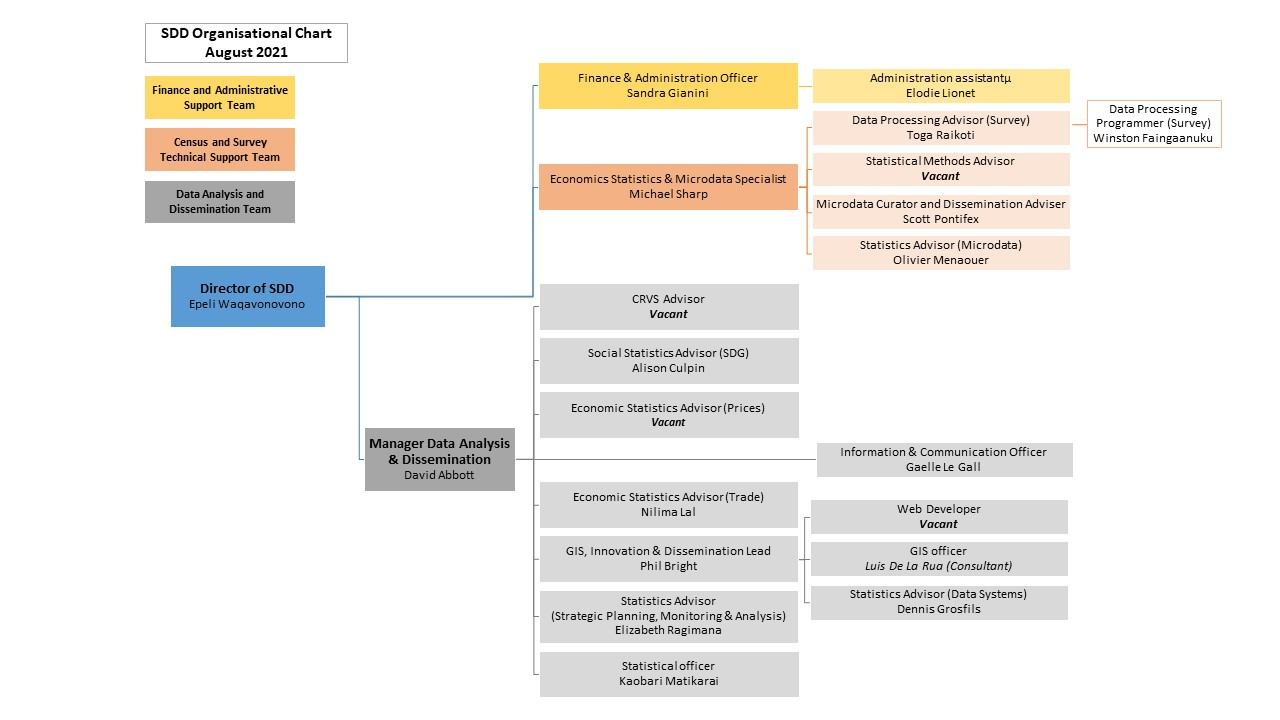 SDD Organisational Chart
August 2021
Finance and Administrative
Support Team
Census and Survey
Technical Support Team
Data Analysis and
Dissemination Team
Director of SDD
Epeli Waqavonovono
Manager Data Analysis
& Dissemination
David Abbott
Finance & Administration Officer
Sandra Gianini
Administration assistantµ
Elodie Lionet
Economics Statistics & Microdata Specialist
Michael Sharp
Data Processing Advisor (Survey)
Toga Raikoti
Data Processing
Programmer (Survey)
Winston Faingaanuku
Statistical Methods Advisor
Vacant
Microdata Curator and Dissemination Adviser
Scott Pontifex
Statistics Advisor (Microdata)
Olivier Menaouer
CRVS Advisor
Vacant
Social Statistics Advisor (SDG)
Alison Culpin
Economic Statistics Advisor (Prices)
Vacant
Information & Communication Officer
Gaelle Le Gall
Economic Statistics Advisor (Trade)
Nilima Lal
GIS, Innovation & Dissemination Lead
Phil Bright
Web Developer
Vacant
GIS officer
Luis De La Rua (Consultant)
Statistics Advisor (Data Systems)
Dennis Grosfils
Statistics Advisor
(Strategic Planning, Monitoring & Analysis)
Elizabeth Ragimana
Statistical officer
Kaobari Matikarai